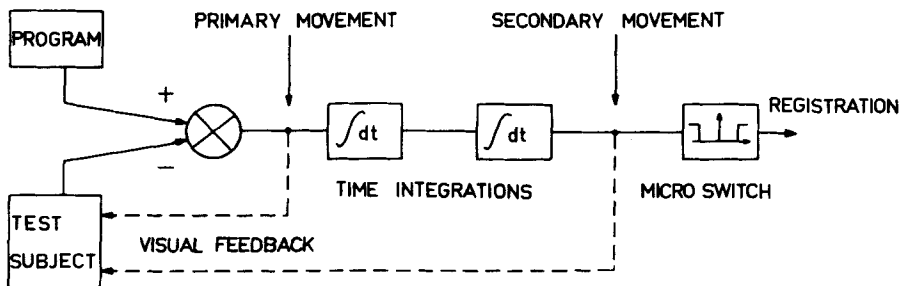 PRIMARY MOVEMENT
SECONDARY MOVEMENT
PROGRAM
+
−
∫dt
∫dt
REGISTRATION
TIME INTEGRATIONS
MICRO SWITCH
TEST
SUBJECT
VISUAL FEEDBACK